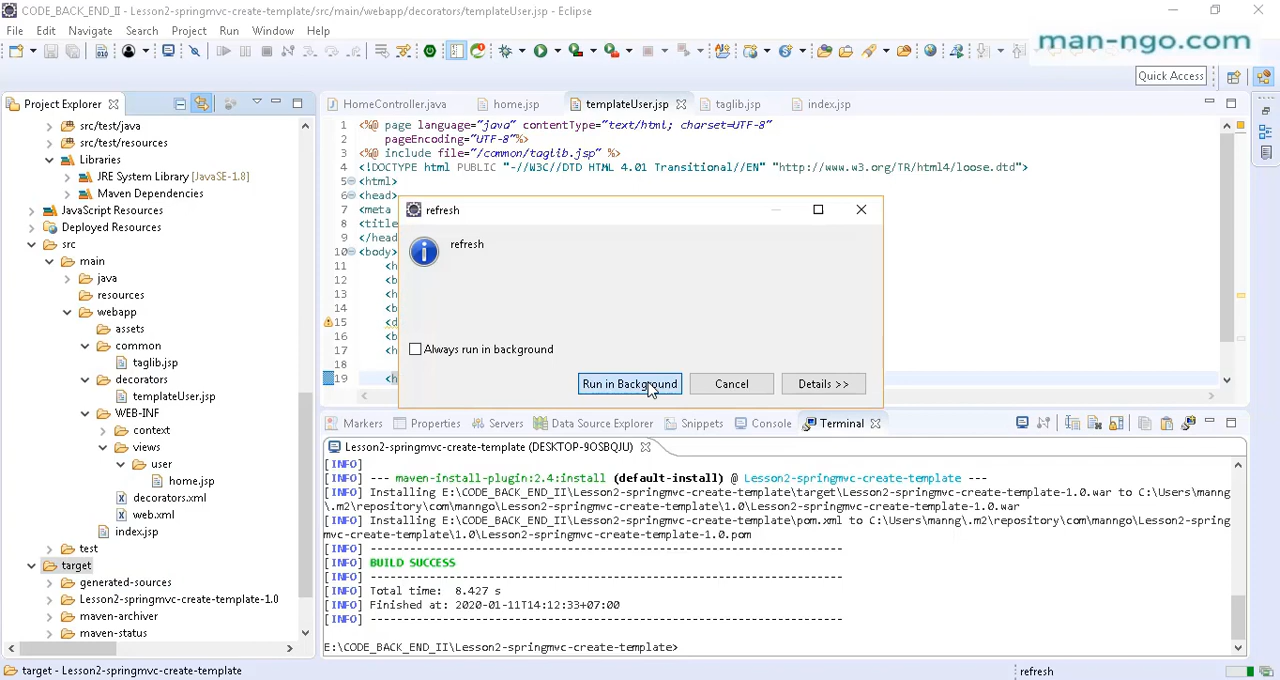 CODE_BACK_END_II - Lesson2-springmvc-create-template/src/main/webapp/decorators/templateUser.jsp - Eclipse
File Edit Navigate Search Project Run Window Help
man-ngo.com
Quick Access
Project Explorer
HomeController.java home.jsp templateUser.jsp taglib.jsp index.jsp
src/test/java
src/test/resources
Libraries
JRE System Library [JavaSE-1.8]
Maven Dependencies
JavaScript Resources
Deployed Resources
src
main
java
resources
webapp
assets
common
taglib.jsp
decorators
templateUser.jsp
WEB-INF
context
views
user
home.jsp
decorators.xml
web.xml
index.jsp
test
target
generated-sources
Lesson2-springmvc-create-template-1.0
maven-archiver
maven-status
1 <%@ page language="java" contentType="text/html; charset=UTF-8"
2 pageEncoding="UTF-8"%>
3 <%@ include file="/common/taglib.jsp" %>
4 <!DOCTYPE html PUBLIC "-//W3C//DTD HTML 4.01 Transitional//EN" "http://www.w3.org/TR/html4/loose.dtd">
5 <html>
6 <head>
7 <meta
8 <title
9 </head
10 <body>
11 <h
12 <b
13 <h
14 <b
15 <d
16 <b
17 <h
18
19 <h
refresh
refresh
Always run in background
Run in Background Cancel Details >>
Markers Properties Servers Data Source Explorer Snippets Console Terminal
Lesson2-springmvc-create-template (DESKTOP-9OSBQJU)
[INFO]
[INFO] --- maven-install-plugin:2.4:install (default-install) @ Lesson2-springmvc-create-template ---
[INFO] Installing E:\CODE_BACK_END_II\Lesson2-springmvc-create-template\target\Lesson2-springmvc-create-template-1.0.war to C:\Users\manng
\.m2\repository\com\manngo\Lesson2-springmvc-create-template\1.0\Lesson2-springmvc-create-template-1.0.war
[INFO] Installing E:\CODE_BACK_END_II\Lesson2-springmvc-create-template\pom.xml to C:\Users\manng\.m2\repository\com\manngo\Lesson2-spring
mvc-create-template\1.0\Lesson2-springmvc-create-template-1.0.pom
[INFO] ------------------------------------------------------------------------
[INFO] BUILD SUCCESS
[INFO] ------------------------------------------------------------------------
[INFO] Total time: 8.427 s
[INFO] Finished at: 2020-01-11T14:12:33+07:00
[INFO] ------------------------------------------------------------------------
E:\CODE_BACK_END_II\Lesson2-springmvc-create-template>
target - Lesson2-springmvc-create-template
refresh